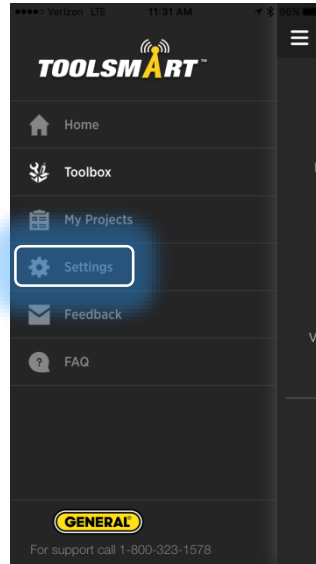 Verizon LTE 11:31 AM 96%
TOOLSMART™
Home
Toolbox
My Projects
Settings
Feedback
FAQ
GENERAL®
For support call 1-800-323-1578